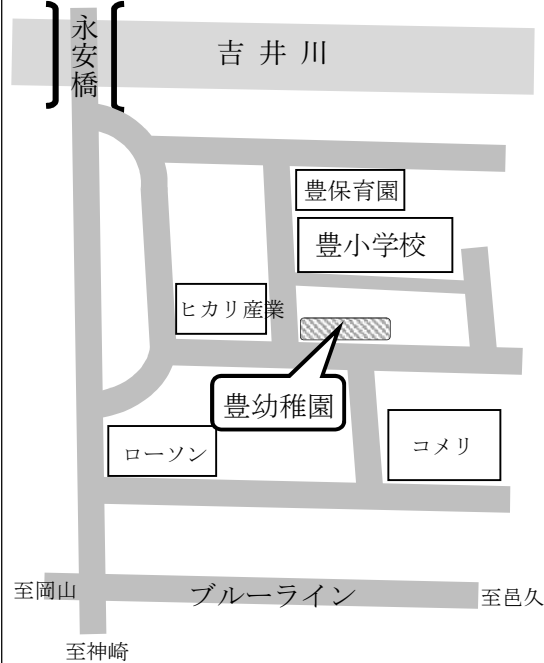 永安橋
吉井川
豊保育園
豊小学校
ヒカリ産業
豊幼稚園
ローソン
コメリ
至岡山
ブルーライン
至邑久
至神崎